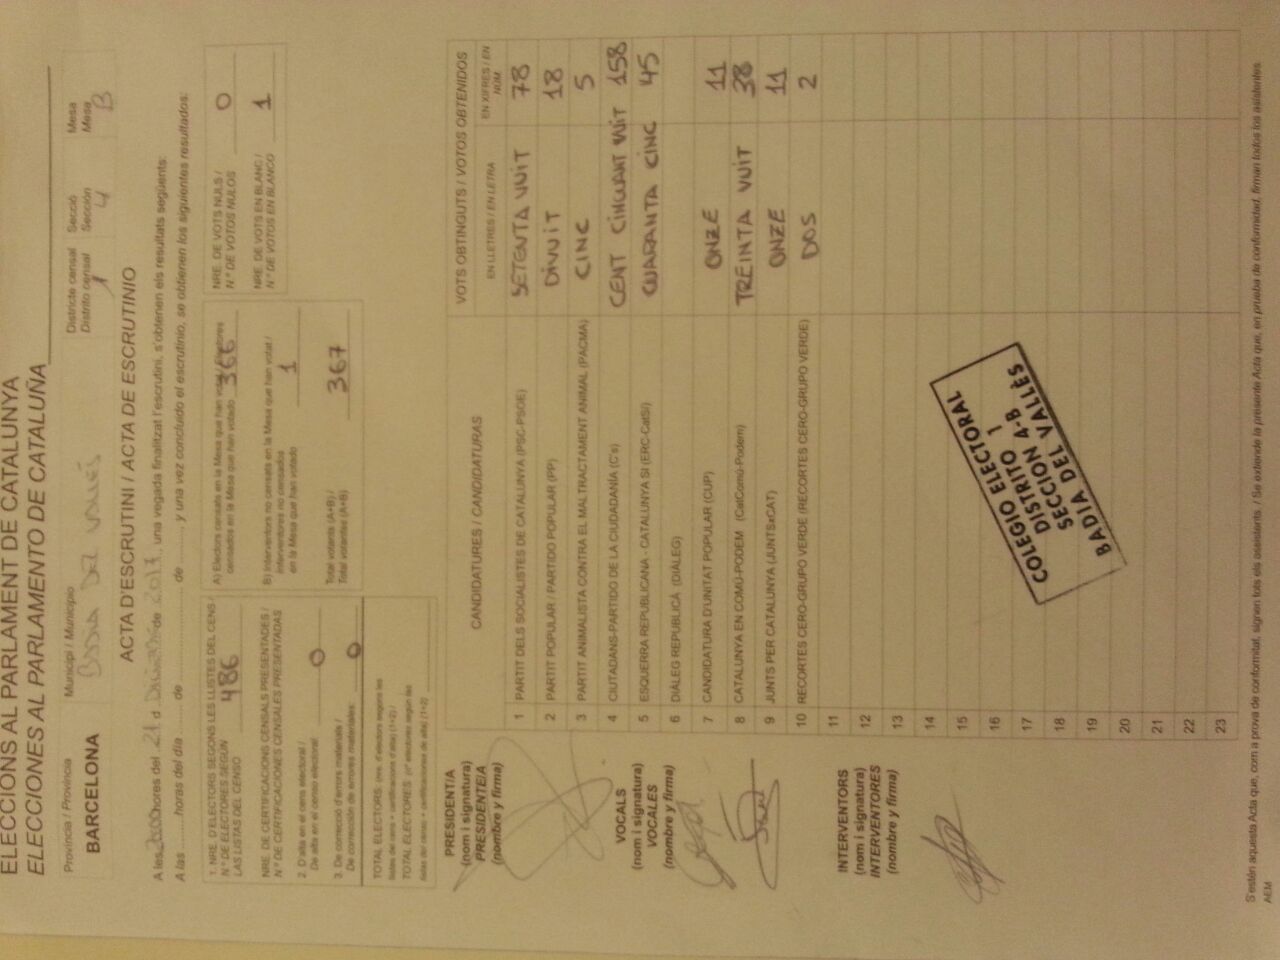 ELECCIONS AL PARLAMENT DE CATALUNYA
ELECCIONES AL PARLAMENTO DE CATALUÑA
Província / Provincia Municipi / Municipio Districte censal Secció Mesa
Distrito censal Sección Mesa
BARCELONA 1 4 B
ACTA D'ESCRUTINI / ACTA DE ESCRUTINIO
A les 20:00 hores del 21 d de 2017, una vegada finalitzat l'escrutini, s'obtenen els resultats següents:
A las horas del día de de , y una vez concluido el escrutinio, se obtienen los siguientes resultados:
1. NRE. D'ELECTORS SEGONS LES LLISTES DEL CENS /
N.º DE ELECTORES SEGÚN
LAS LISTAS DEL CENSO 486
NRE. DE CERTIFICACIONS CENSALS PRESENTADES /
N.º DE CERTIFICACIONES CENSALES PRESENTADAS
2. D'alta en el cens electoral /
De alta en el censo electoral: 0
3. De correcció d'errors materials /
De corrección de errores materiales: 0
TOTAL ELECTORS: (nre. d'electors segons les
llistes del cens + certificacions d'alta) (1+2) /
TOTAL ELECTORES: (nº electores según las
listas del censo + certificaciones de alta) (1+2)
A) Electors censats en la Mesa que han votat / Electores
censados en la Mesa que han votado 366
B) Interventors no censats en la Mesa que han votat /
Interventores no censados
en la Mesa que han votado 1
Total votants (A+B) /
Total votantes (A+B) 367
NRE. DE VOTS NULS /
N.º DE VOTOS NULOS 0
NRE. DE VOTS EN BLANC /
N.º DE VOTOS EN BLANCO 1
CANDIDATURES / CANDIDATURAS VOTS OBTINGUTS / VOTOS OBTENIDOS
EN LLETRES / EN LETRA EN XIFRES / EN NÚM
1 PARTIT DELS SOCIALISTES DE CATALUNYA (PSC-PSOE) SETENTA VUIT 78
2 PARTIT POPULAR / PARTIDO POPULAR (PP) DIVUIT 18
3 PARTIT ANIMALISTA CONTRA EL MALTRACTAMENT ANIMAL (PACMA) CINC 5
4 CIUTADANS-PARTIDO DE LA CIUDADANÍA (C's) CENT CINQUANT VUIT 158
5 ESQUERRA REPUBLICANA - CATALUNYA SI (ERC-CatSí) QUARANTA CINC 45
6 DIÀLEG REPUBLICÀ (DIÀLEG)
7 CANDIDATURA D'UNITAT POPULAR (CUP) ONZE 11
8 CATALUNYA EN COMÚ-PODEM (CatComú-Podem) TREINTA VUIT 38
9 JUNTS PER CATALUNYA (JUNTSxCAT) ONZE 11
10 RECORTES CERO-GRUPO VERDE (RECORTES CERO-GRUPO VERDE) DOS 2
11
12
13
14
15
16
17
18
19
20
21
22
23
PRESIDENT/A
(nom i signatura)
PRESIDENTE/A
(nombre y firma)
VOCALS
(nom i signatura)
VOCALES
(nombre y firma)
INTERVENTORS
(nom i signatura)
INTERVENTORES
(nombre y firma)
COLEGIO ELECTORAL
DISTRITO 1
SECCION 4-B
BADIA DEL VALLÈS
S'estén aquesta Acta que, com a prova de conformitat, signen tots els assistents. / Se extiende la presente Acta que, en prueba de conformidad, firman todos los asistentes.
AEM